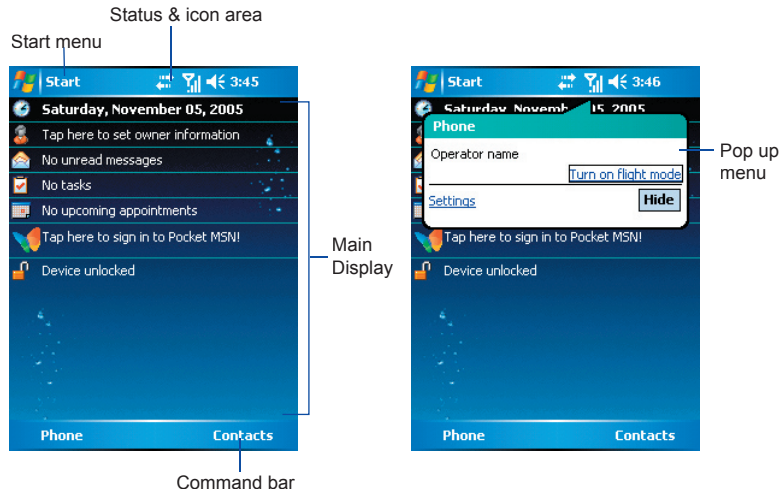 Status & icon area
Start menu
Start 3:45
Saturday, November 05, 2005
Tap here to set owner information
No unread messages
No tasks
No upcoming appointments
Tap here to sign in to Pocket MSN!
Device unlocked
Phone Contacts
Main
Display
Command bar
Start 3:46
Saturday, Novemb 15, 2005
Phone
Operator name
Turn on flight mode
Settings Hide
Tap here to sign in to Pocket MSN!
Device unlocked
Phone Contacts
Pop up
menu